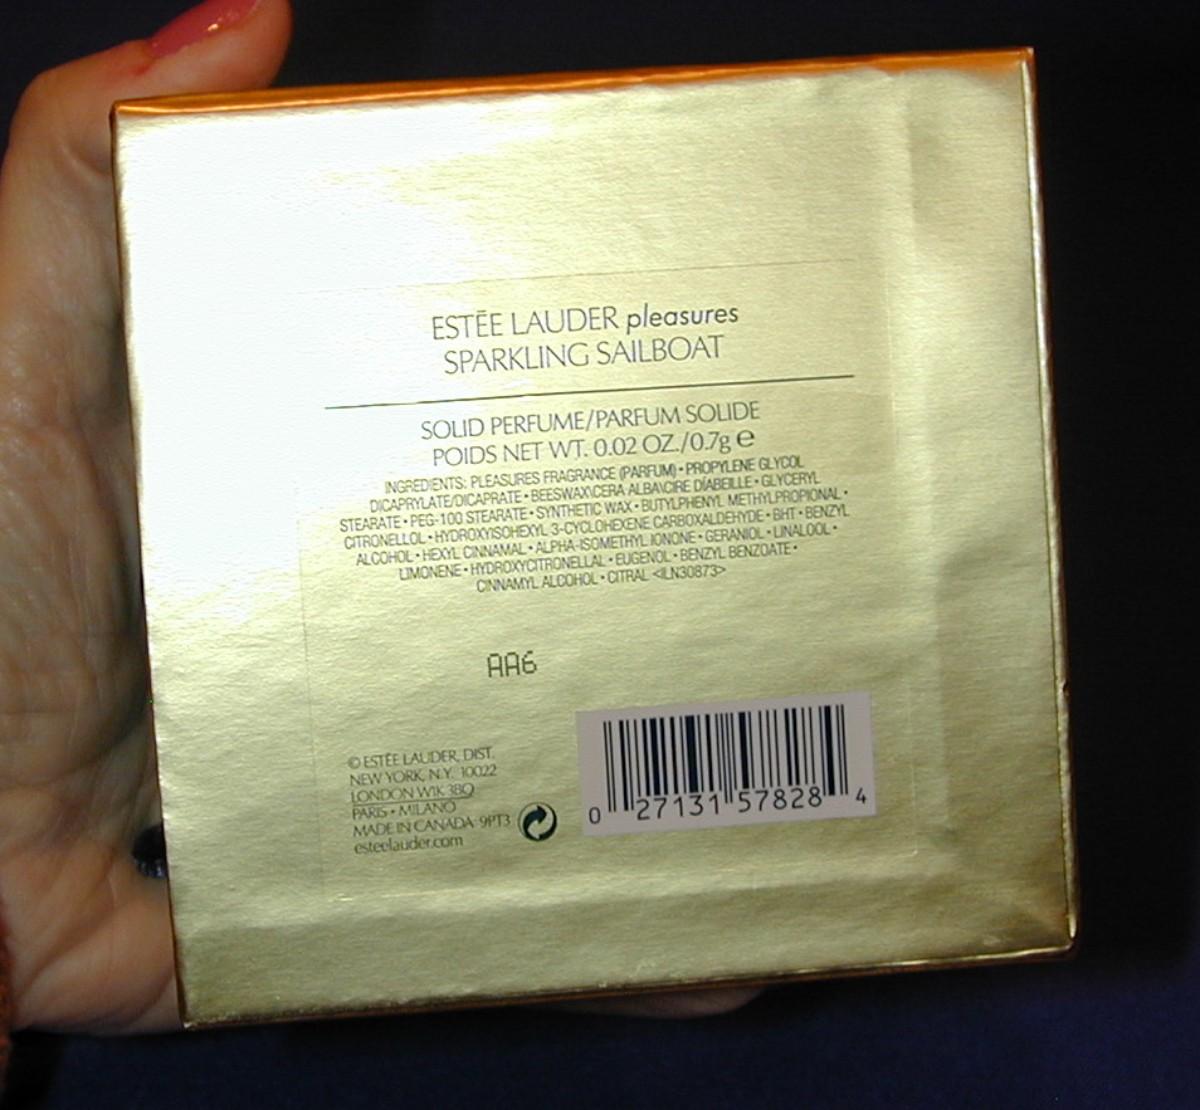 ESTĒE LAUDER pleasures
SPARKLING SAILBOAT
SOLID PERFUME/PARFUM SOLIDE
POIDS NET WT. 0.02 OZ./0.7g e
INGREDIENTS: PLEASURES FRAGRANCE (PARFUM) • PROPYLENE GLYCOL
DICAPRYLATE/DICAPRATE • BEESWAX\CERA ALBA\CIRE DÍABEILLE • GLYCERYL
STEARATE • PEG-100 STEARATE • SYNTHETIC WAX • BUTYLPHENYL METHYLPROPIONAL •
CITRONELLOL • HYDROXYISOHEXYL 3-CYCLOHEXENE CARBOXALDEHYDE • BHT • BENZYL
ALCOHOL • HEXYL CINNAMAL • ALPHA-ISOMETHYL IONONE • GERANIOL • LINALOOL •
LIMONENE • HYDROXYCITRONELLAL • EUGENOL • BENZYL BENZOATE •
CINNAMYL ALCOHOL • CITRAL <ILN30873>
AA6
© ESTÉE LAUDER, DIST.
NEW YORK, N.Y. 10022
LONDON W1K 3BQ
PARIS • MILANO
MADE IN CANADA 9PT3
esteelauder.com
0 27131 57828 4